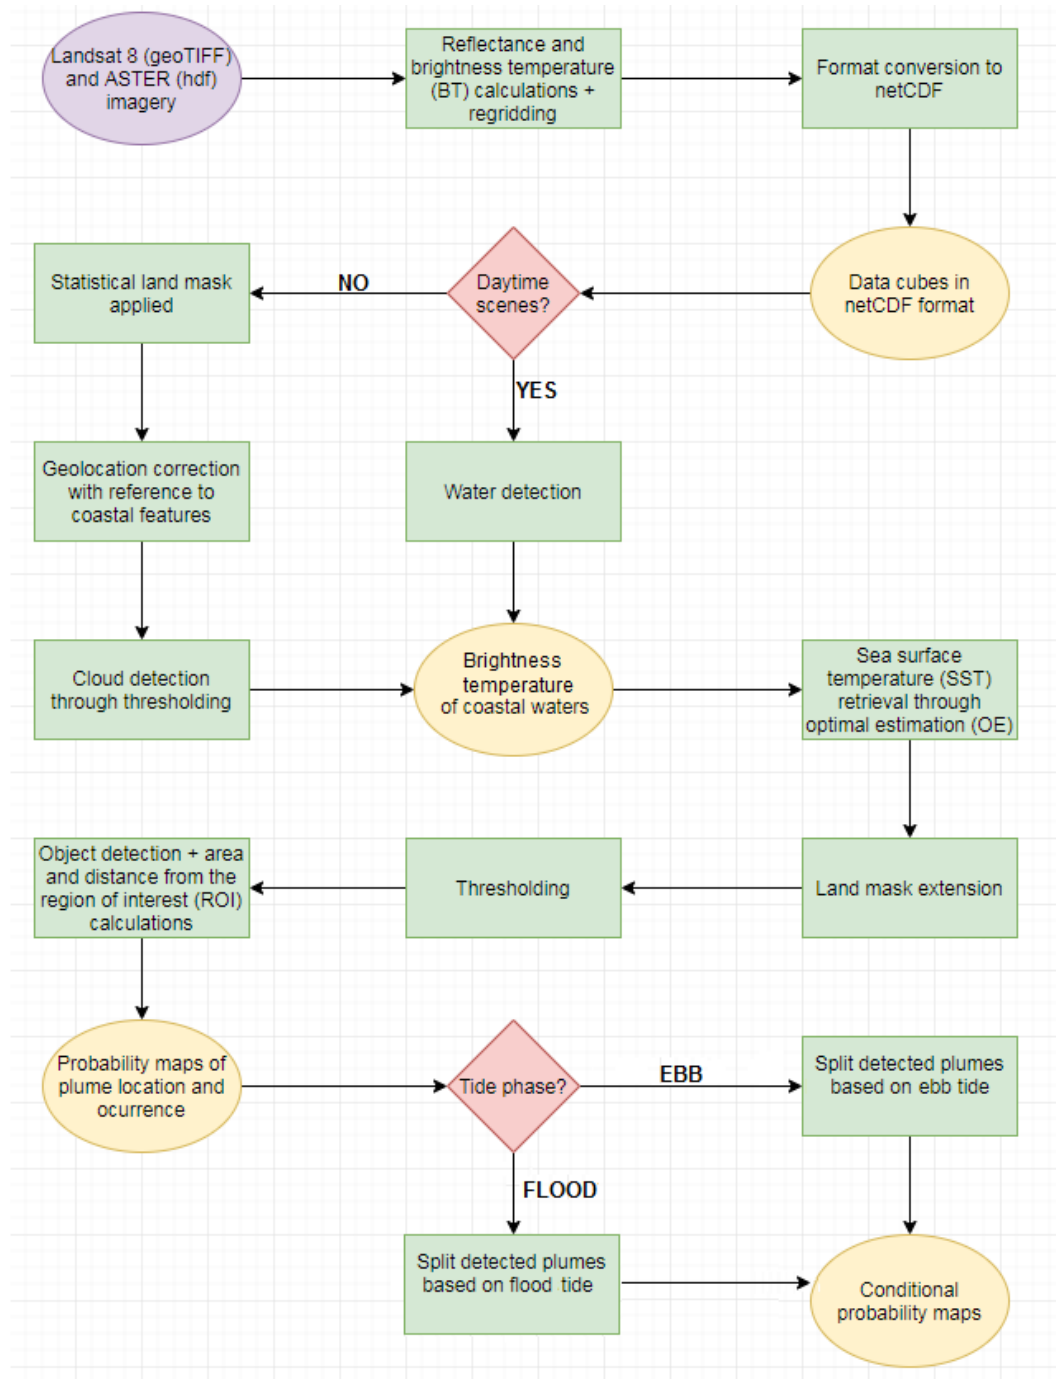 Landsat 8 (geoTIFF)
and ASTER (hdf)
imagery
Reflectance and
brightness temperature
(BT) calculations +
regridding
Format conversion to
netCDF
Statistical land mask
applied
NO
Daytime
scenes?
Data cubes in
netCDF format
YES
Geolocation correction
with reference to
coastal features
Water detection
Cloud detection
through thresholding
Brightness
temperature
of coastal waters
Sea surface
temperature (SST)
retrieval through
optimal estimation (OE)
Object detection + area
and distance from the
region of interest (ROI)
calculations
Thresholding
Land mask extension
Probability maps of
plume location and
ocurrence
Tide phase?
EBB
Split detected plumes
based on ebb tide
FLOOD
Split detected plumes
based on flood tide
Conditional
probability maps